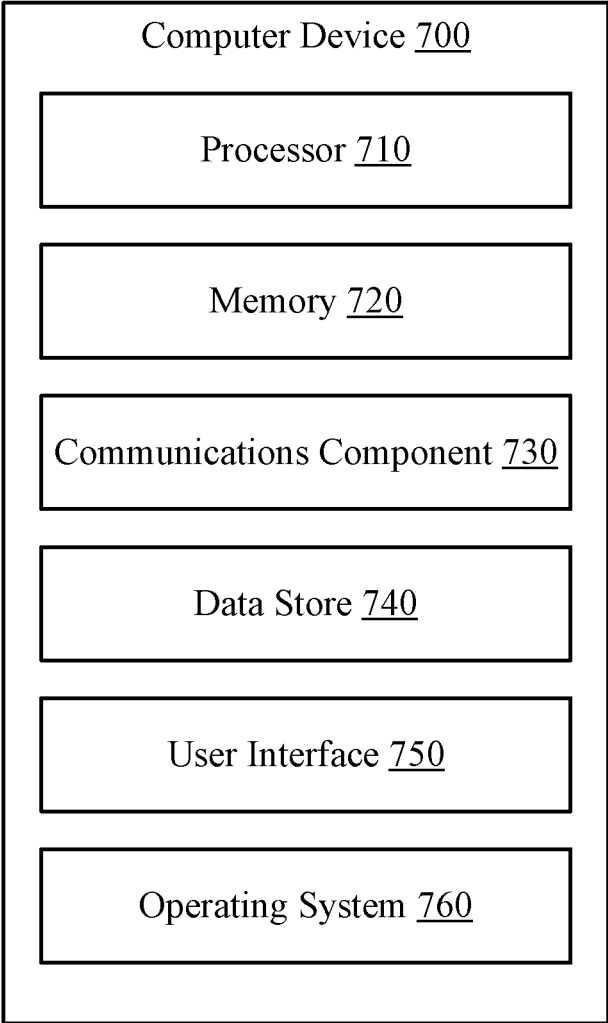 Computer Device 700
Processor 710
Memory 720
Communications Component 730
Data Store 740
User Interface 750
Operating System 760